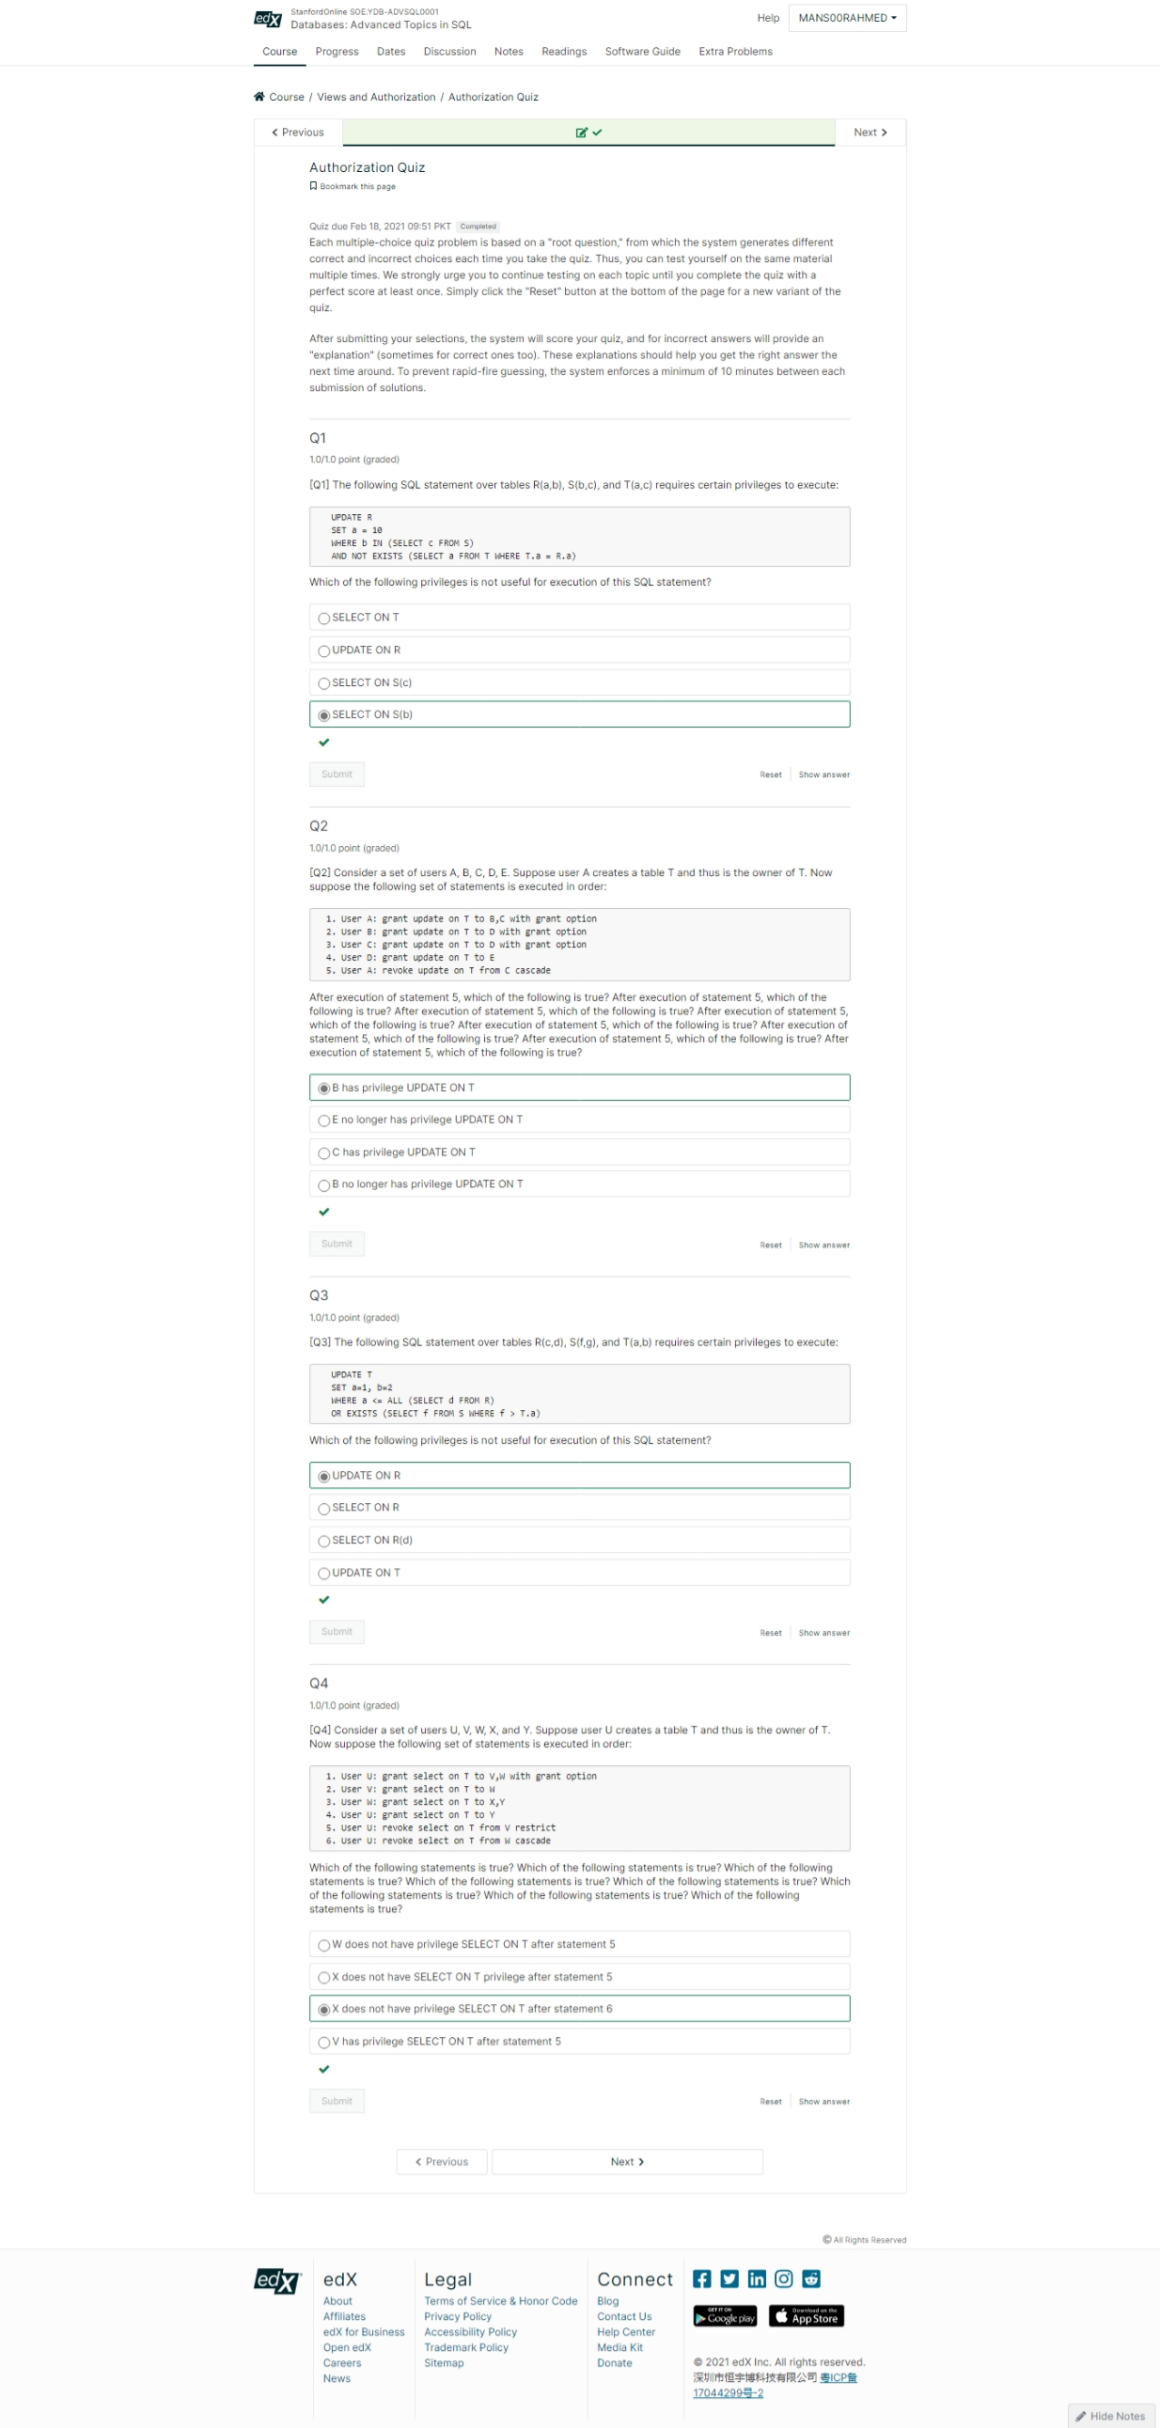 edX
StanfordOnline SOE.YDB-ADVSQL0001
Databases: Advanced Topics in SQL
Help
MANSOORAHMED
Course Progress Dates Discussion Notes Readings Software Guide Extra Problems
Course / Views and Authorization / Authorization Quiz
Previous
Next
Authorization Quiz
Bookmark this page
Quiz due Feb 18, 2021 09:51 PKT Completed
Each multiple-choice quiz problem is based on a "root question," from which the system generates different
correct and incorrect choices each time you take the quiz. Thus, you can test yourself on the same material
multiple times. We strongly urge you to continue testing on each topic until you complete the quiz with a
perfect score at least once. Simply click the "Reset" button at the bottom of the page for a new variant of the
quiz.
After submitting your selections, the system will score your quiz, and for incorrect answers will provide an
"explanation" (sometimes for correct ones too). These explanations should help you get the right answer the
next time around. To prevent rapid-fire guessing, the system enforces a minimum of 10 minutes between each
submission of solutions.
Q1
1.0/1.0 point (graded)
[Q1] The following SQL statement over tables R(a,b), S(b,c), and T(a,c) requires certain privileges to execute:
UPDATE R
SET a = 10
WHERE b IN (SELECT c FROM S)
AND NOT EXISTS (SELECT a FROM T WHERE T.a = R.a)
Which of the following privileges is not useful for execution of this SQL statement?
SELECT ON T
UPDATE ON R
SELECT ON S(c)
SELECT ON S(b)
Submit
Reset Show answer
Q2
1.0/1.0 point (graded)
[Q2] Consider a set of users A, B, C, D, E. Suppose user A creates a table T and thus is the owner of T. Now
suppose the following set of statements is executed in order:
1. User A: grant update on T to B,C with grant option
2. User B: grant update on T to D with grant option
3. User C: grant update on T to D with grant option
4. User D: grant update on T to E
5. User A: revoke update on T from C cascade
After execution of statement 5, which of the following is true? After execution of statement 5, which of the
following is true? After execution of statement 5, which of the following is true? After execution of statement 5,
which of the following is true? After execution of statement 5, which of the following is true? After execution of
statement 5, which of the following is true? After execution of statement 5, which of the following is true? After
execution of statement 5, which of the following is true?
B has privilege UPDATE ON T
E no longer has privilege UPDATE ON T
C has privilege UPDATE ON T
B no longer has privilege UPDATE ON T
Submit
Reset Show answer
Q3
1.0/1.0 point (graded)
[Q3] The following SQL statement over tables R(c,d), S(f,g), and T(a,b) requires certain privileges to execute:
UPDATE T
SET a=1, b=2
WHERE a <= ALL (SELECT d FROM R)
OR EXISTS (SELECT f FROM S WHERE f > T.a)
Which of the following privileges is not useful for execution of this SQL statement?
UPDATE ON R
SELECT ON R
SELECT ON R(d)
UPDATE ON T
Submit
Reset Show answer
Q4
1.0/1.0 point (graded)
[Q4] Consider a set of users U, V, W, X, and Y. Suppose user U creates a table T and thus is the owner of T.
Now suppose the following set of statements is executed in order:
1. User U: grant select on T to V,W with grant option
2. User V: grant select on T to W
3. User W: grant select on T to X,Y
4. User U: grant select on T to Y
5. User U: revoke select on T from V restrict
6. User U: revoke select on T from W cascade
Which of the following statements is true? Which of the following statements is true? Which of the following
statements is true? Which of the following statements is true? Which of the following statements is true? Which
of the following statements is true? Which of the following statements is true? Which of the following
statements is true?
W does not have privilege SELECT ON T after statement 5
X does not have SELECT ON T privilege after statement 5
X does not have privilege SELECT ON T after statement 6
V has privilege SELECT ON T after statement 5
Submit
Reset Show answer
Previous
Next
© All Rights Reserved
edX
edX
About
Affiliates
edX for Business
Open edX
Careers
News
Legal
Terms of Service & Honor Code
Privacy Policy
Accessibility Policy
Trademark Policy
Sitemap
Connect
Blog
Contact Us
Help Center
Media Kit
Donate
GET IT ON
Google play
Download on the
App Store
© 2021 edX Inc. All rights reserved.
深圳市恒宇博科技有限公司 粤ICP备
17044299号-2
Hide Notes